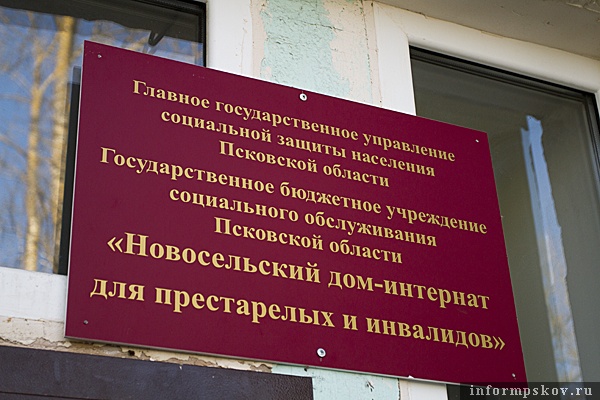 Главное государственное управление
социальной защиты населения
Псковской области
Государственное бюджетное учреждение
социального обслуживания
Псковской области
«Новосельский дом-интернат
для престарелых и инвалидов»
informpskov.ru